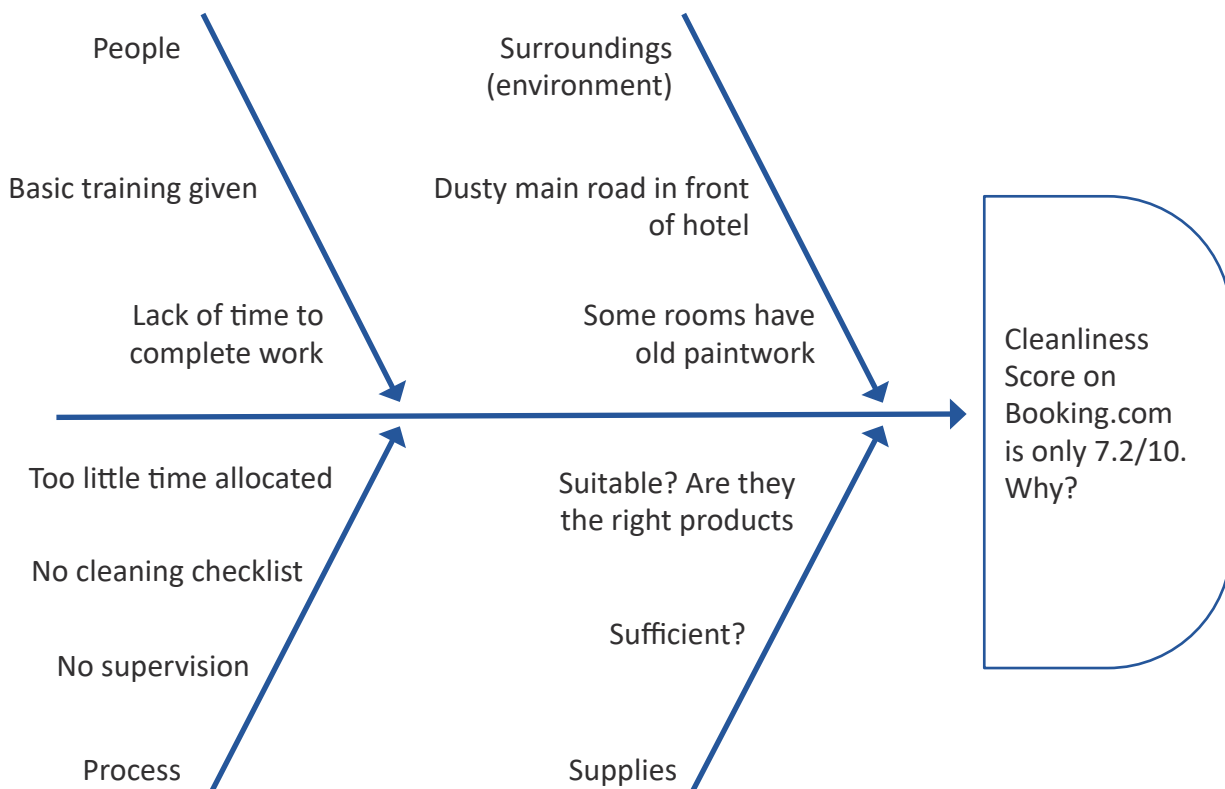 People
Basic training given
Lack of time to
complete work
Surroundings
(environment)
Dusty main road in front
of hotel
Some rooms have
old paintwork
Too little time allocated
No cleaning checklist
No supervision
Process
Suitable? Are they
the right products
Sufficient?
Supplies
Cleanliness
Score on
Booking.com
is only 7.2/10.
Why?